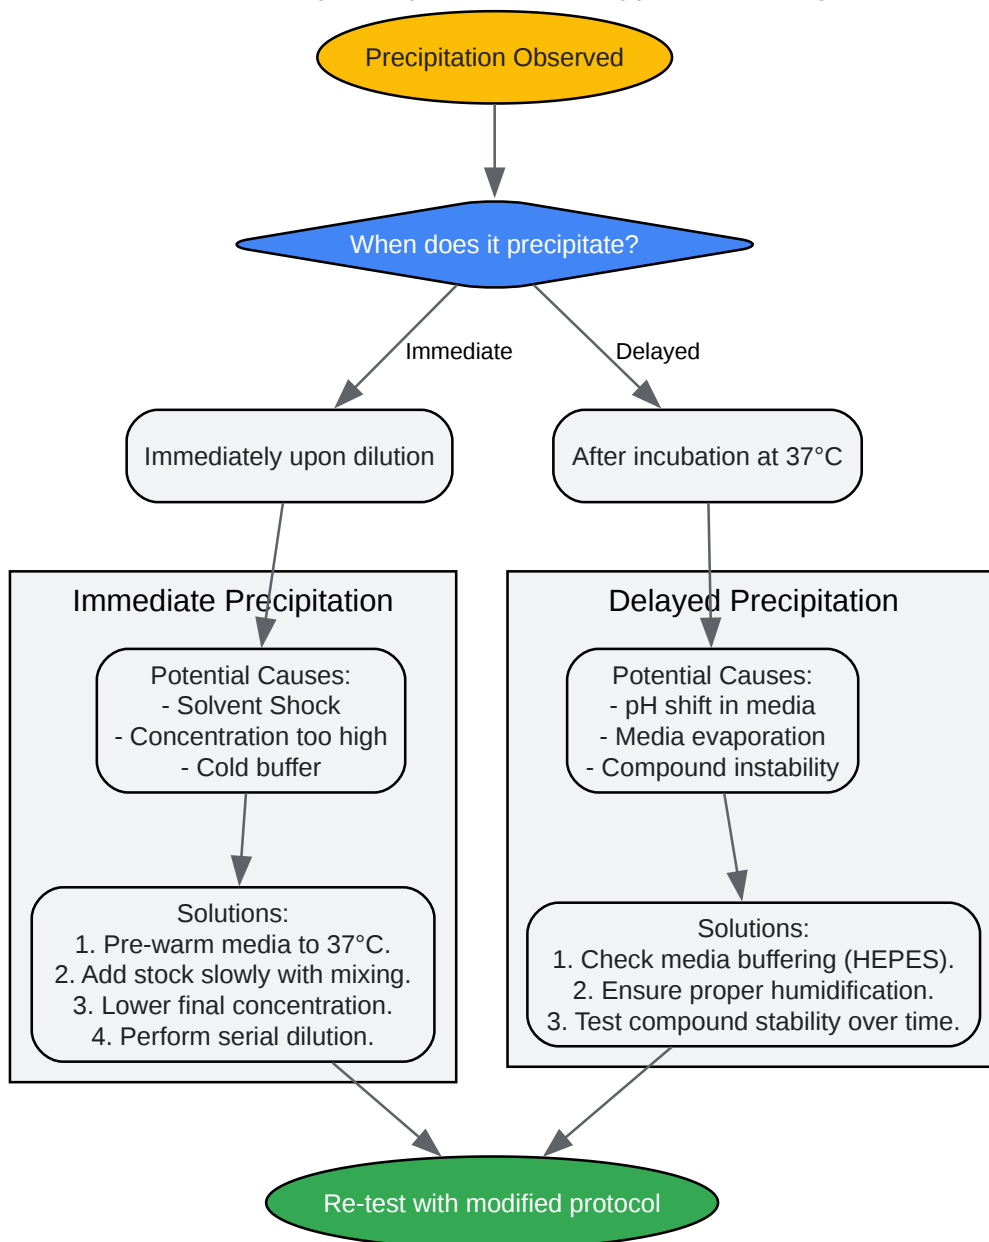 Precipitation Observed
When does it precipitate?
Immediate
Delayed
Immediately upon dilution
After incubation at 37°C
Immediate Precipitation
Potential Causes:
- Solvent Shock
- Concentration too high
- Cold buffer
Solutions:
1. Pre-warm media to 37°C.
2. Add stock slowly with mixing.
3. Lower final concentration.
4. Perform serial dilution.
Delayed Precipitation
Potential Causes:
- pH shift in media
- Media evaporation
- Compound instability
Solutions:
1. Check media buffering (HEPES).
2. Ensure proper humidification.
3. Test compound stability over time.
Re-test with modified protocol